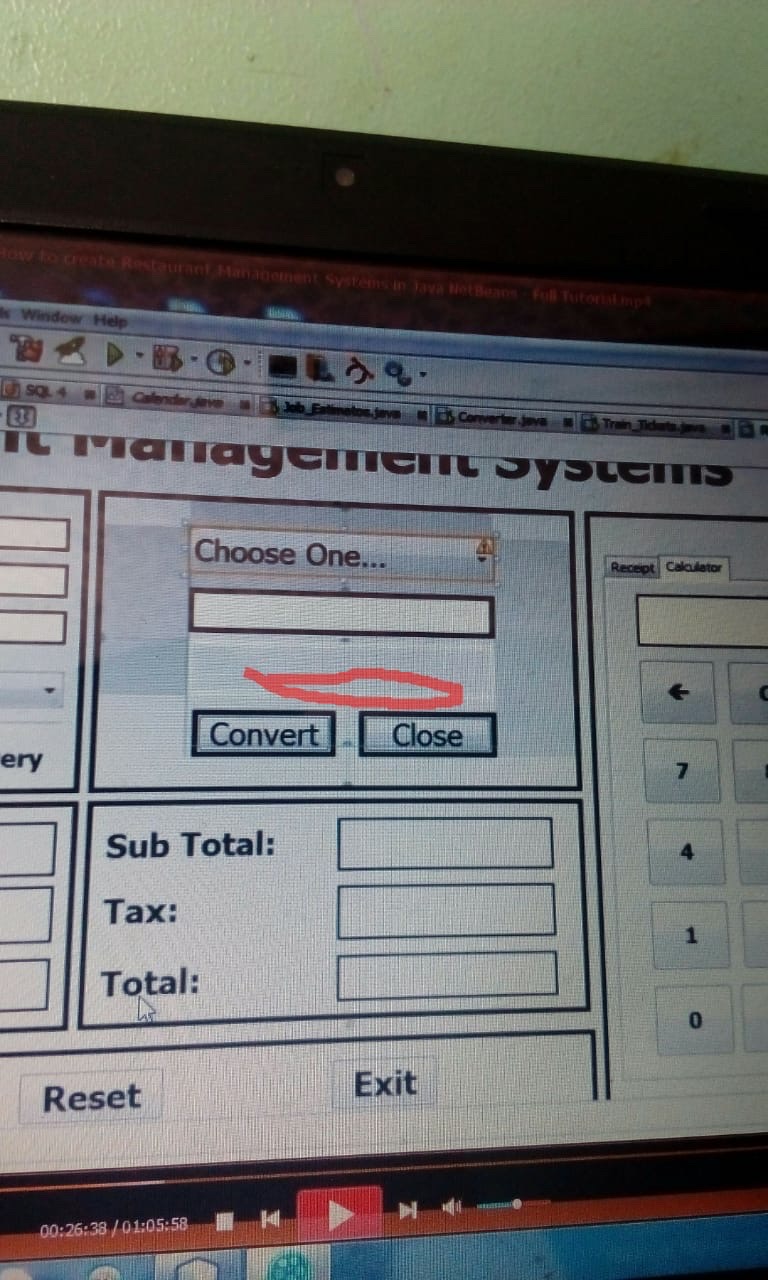 How to create Restaurant Management Systems in Java NetBeans - Full Tutorial.mp4
Window Help
SQL 4 Calendar.java Job_Estimates.java Converter.java Train_Tickets.java
Management Systems
Choose One...
Receipt Calculator
←
7
Convert Close
ery
4
Sub Total:
Tax:
1
Total:
0
Reset Exit
00:26:38 / 01:05:58